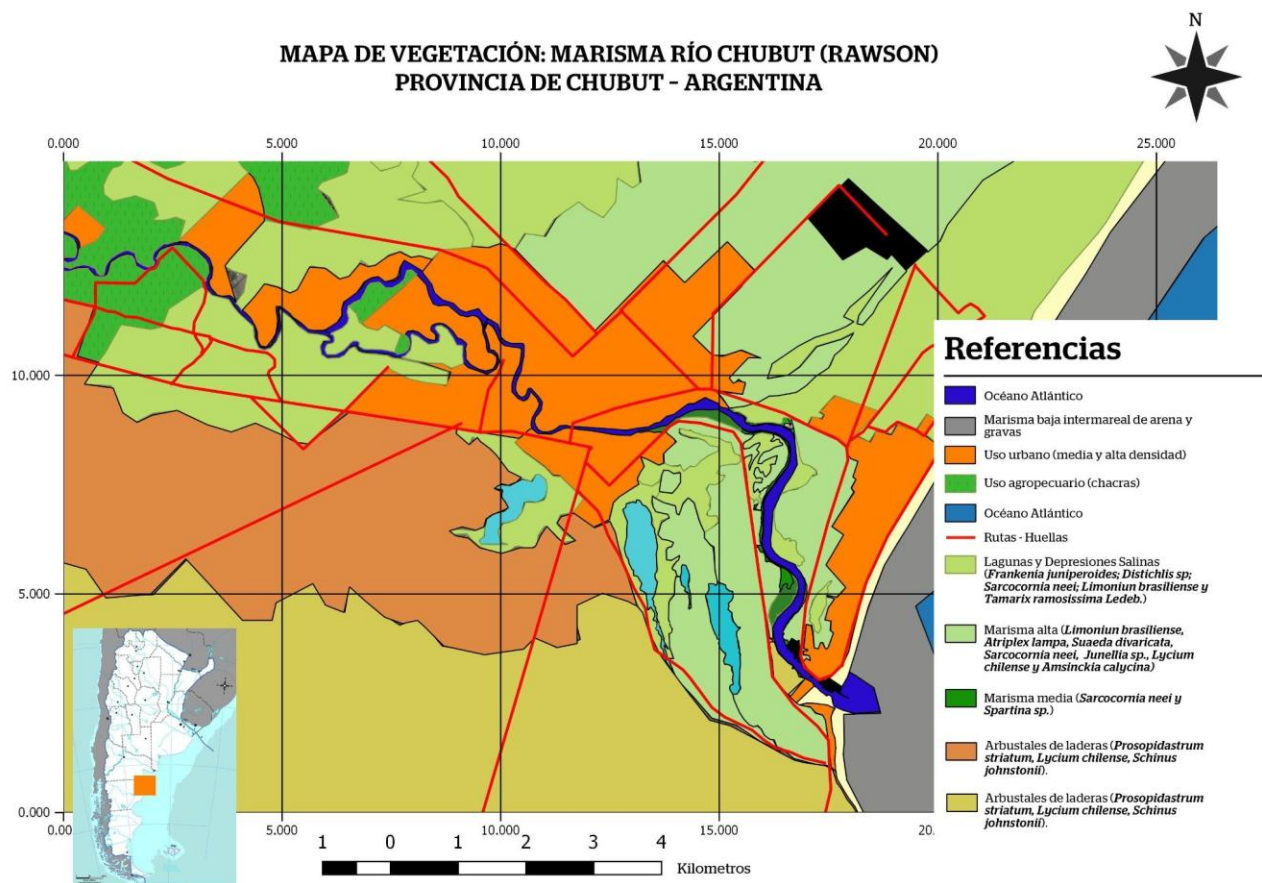 N
MAPA DE VEGETACIÓN: MARISMA RÍO CHUBUT (RAWSON)
PROVINCIA DE CHUBUT - ARGENTINA
0.000 5.000 10.000 15.000 20.000 25.000
10.000
5.000
0.000
0.000 5.000 10.000 15.000 20.
Referencias
Océano Atlántico
Marisma baja intermareal de arena y
gravas
Uso urbano (media y alta densidad)
Uso agropecuario (chacras)
Océano Atlántico
Rutas - Huellas
Lagunas y Depresiones Salinas
(Frankenia juniperoides; Distichlis sp;
Sarcocornia neei; Limoniun brasiliense y
Tamarix ramosissima Ledeb.)
Marisma alta (Limoniun brasiliense,
Atriplex lampa, Suaeda divaricata,
Sarcocornia neei, Junellia sp., Lycium
chilense y Amsinckia calycina)
Marisma media (Sarcocornia neei y
Spartina sp.)
Arbustales de laderas (Prosopidastrum
striatum, Lycium chilense, Schinus
johnstonii).
Arbustales de laderas (Prosopidastrum
striatum, Lycium chilense, Schinus
johnstonii).
1 0 1 2 3 4
Kilometros